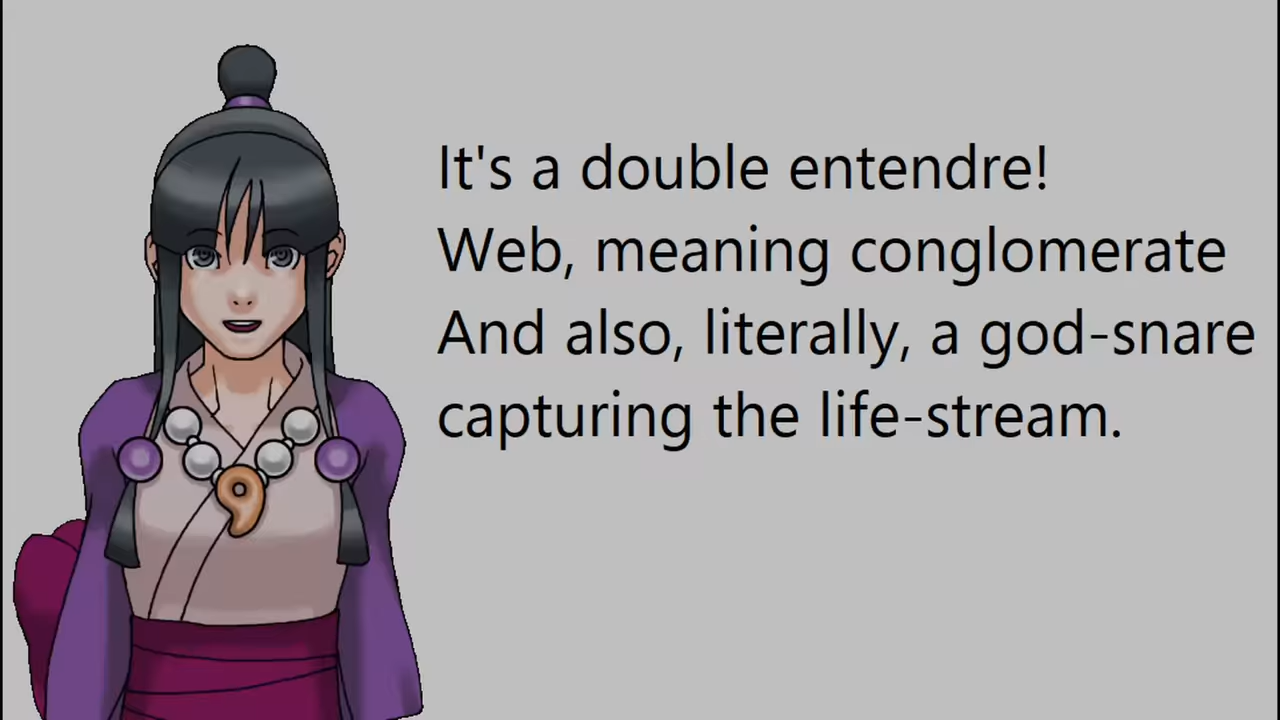 It's a double entendre!
Web, meaning conglomerate
And also, literally, a god-snare
capturing the life-stream.